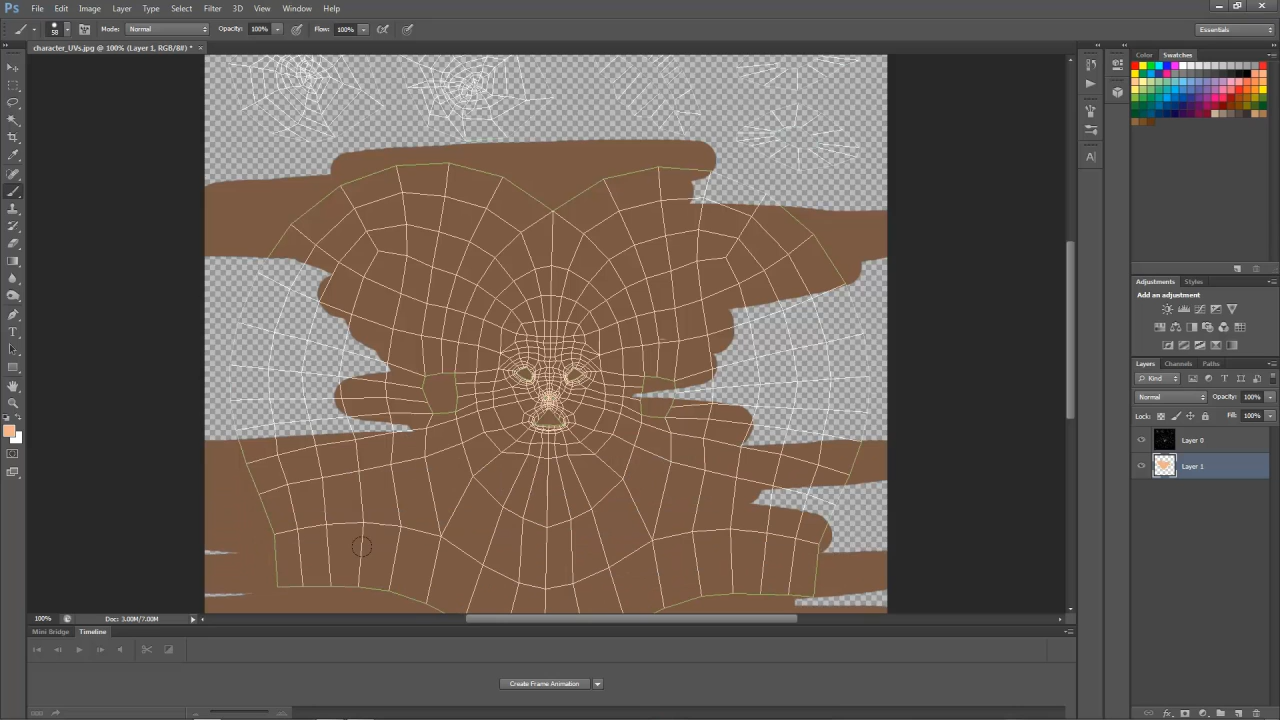 Ps File Edit Image Layer Type Select Filter 3D View Window Help
58 Mode: Normal Opacity: 100% Flow: 100% Essentials
character_UVs.jpg @ 100% (Layer 1, RGB/8#) * ×
Color Swatches
Adjustments Styles
Add an adjustment
Layers Channels Paths
Kind
Normal Opacity: 100%
Lock: Fill: 100%
Layer 0
Layer 1
100% Doc: 3.00M/7.00M
Mini Bridge Timeline
Create Frame Animation